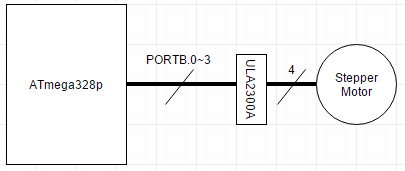 ATmega328p
PORTB.0~3
ULA2300A
4
Stepper
Motor